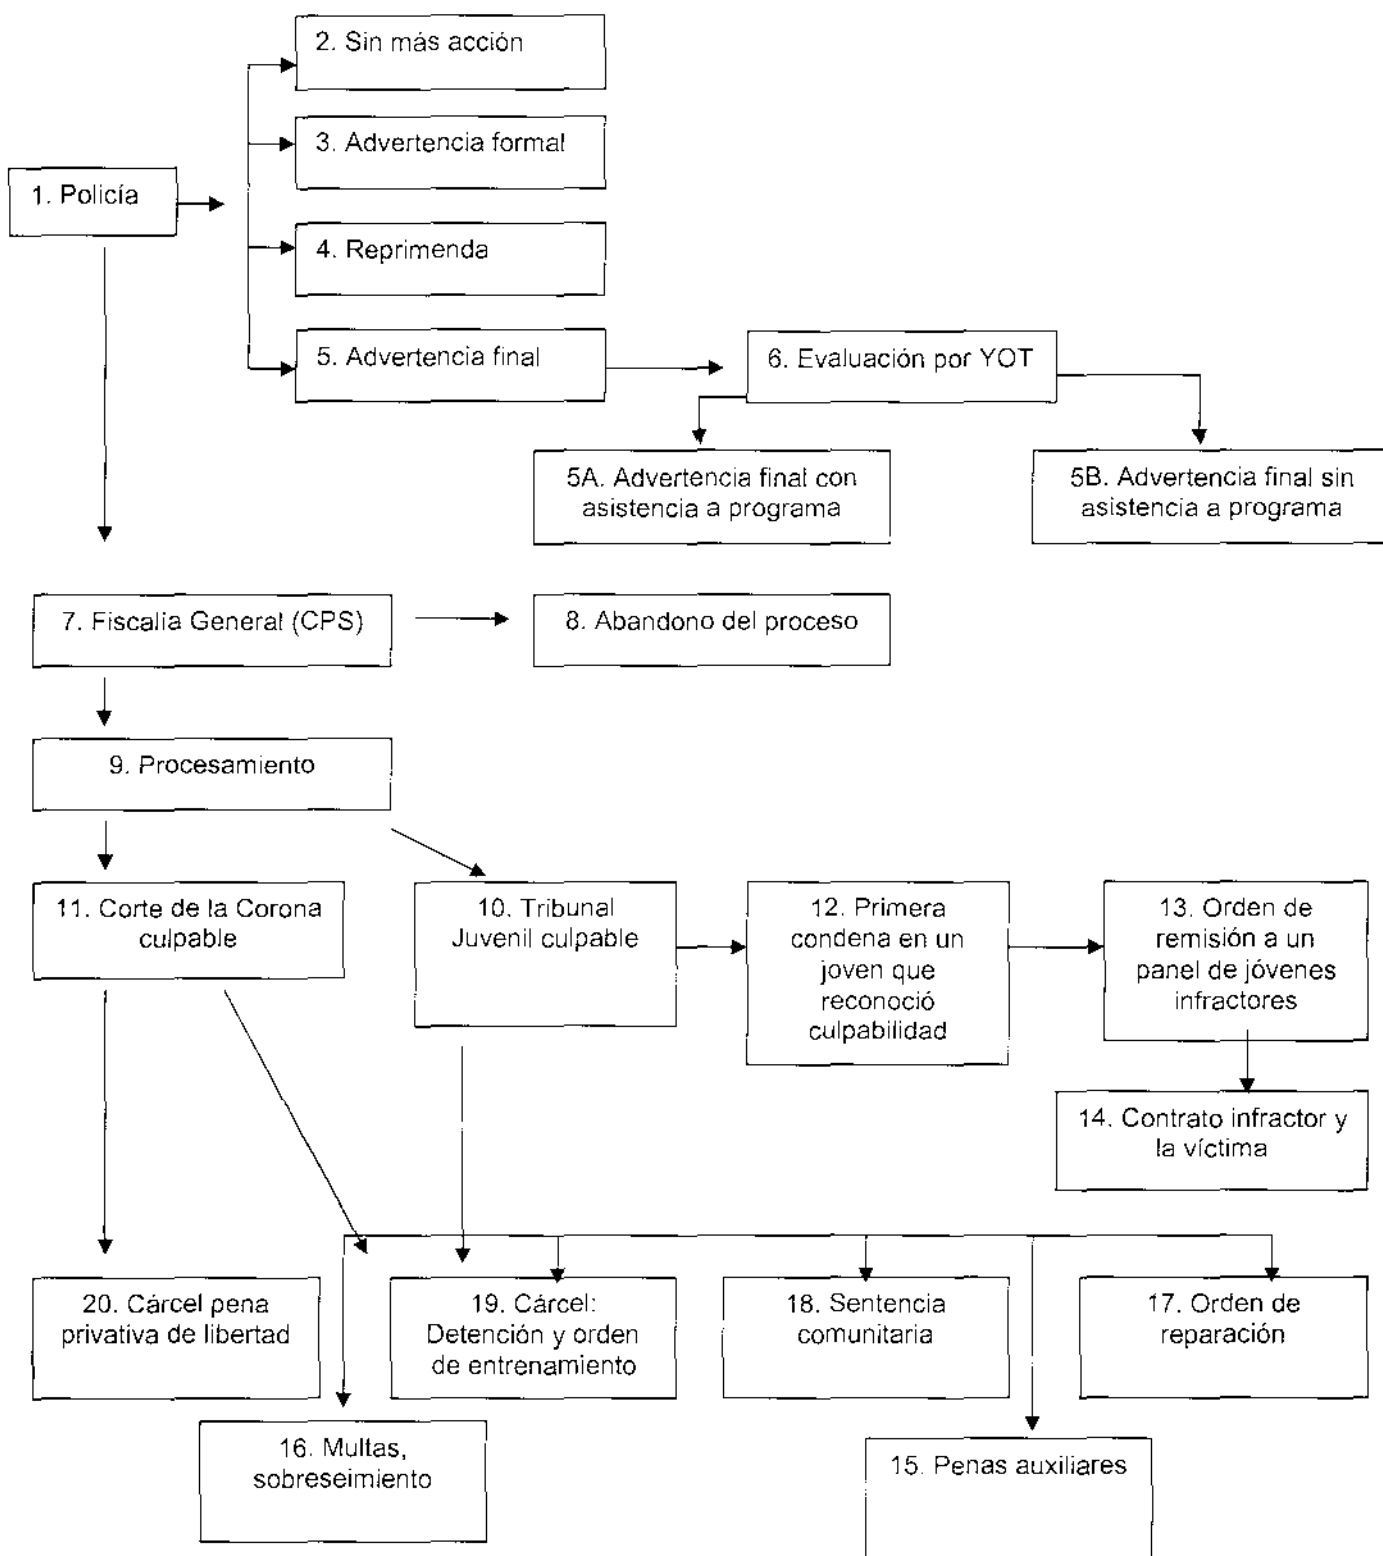 2. Sin más acción
3. Advertencia formal
1. Policía
4. Reprimenda
5. Advertencia final
6. Evaluación por YOT
5A. Advertencia final con
asistencia a programa
5B. Advertencia final sin
asistencia a programa
7. Fiscalía General (CPS)
8. Abandono del proceso
9. Procesamiento
11. Corte de la Corona
culpable
10. Tribunal
Juvenil culpable
12. Primera
condena en un
joven que
reconoció
culpabilidad
13. Orden de
remisión a un
panel de jóvenes
infractores
14. Contrato infractor y
la víctima
20. Cárcel pena
privativa de libertad
19. Cárcel:
Detención y orden
de entrenamiento
18. Sentencia
comunitaria
17. Orden de
reparación
16. Multas,
sobreseimiento
15. Penas auxiliares